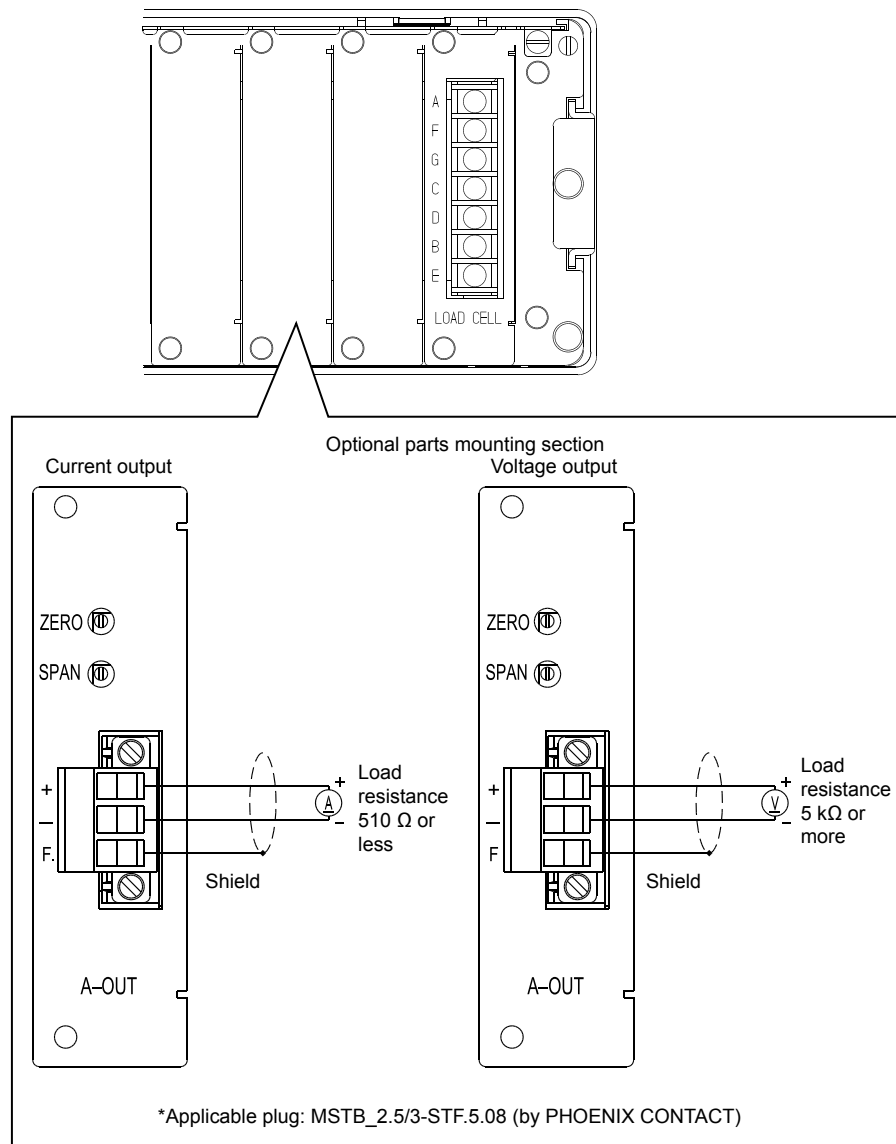 A
F
G
C
D
B
E
LOAD CELL
Optional parts mounting section
Current output
Voltage output
ZERO
SPAN
+
—
F.
+
A
-
Load
resistance
510 Ω or
less
Shield
A–OUT
ZERO
SPAN
+
—
F
+
V
-
Load
resistance
5 kΩ or
more
Shield
A–OUT
*Applicable plug: MSTB_2.5/3-STF.5.08 (by PHOENIX CONTACT)